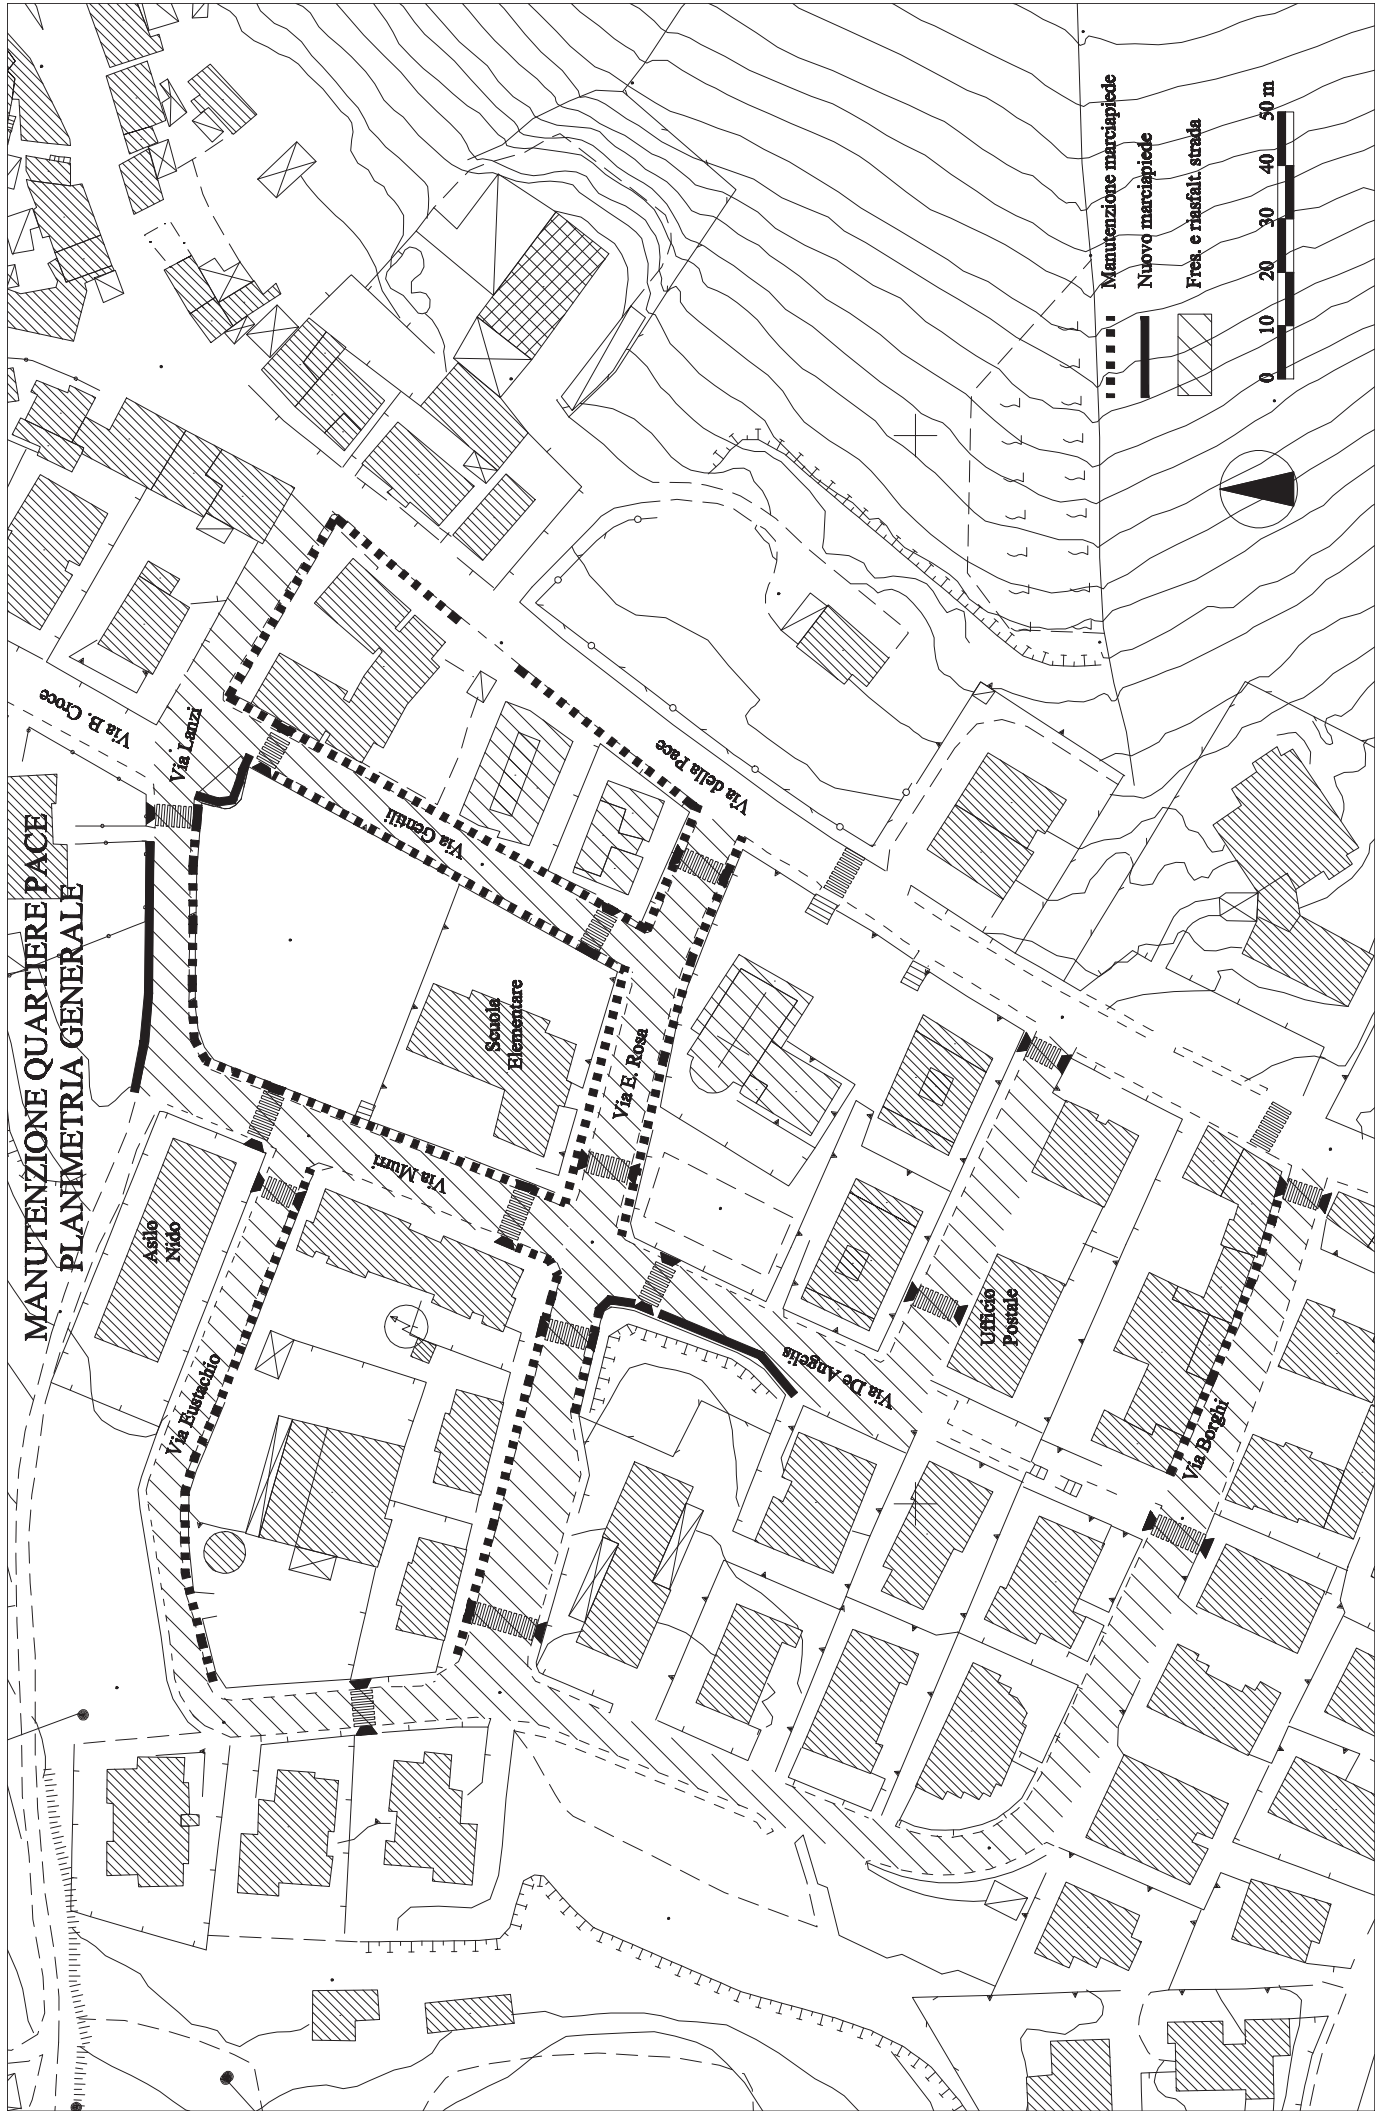 MANUTENZIONE QUARTIERE PACE
PLANIMETRIA GENERALE
Via B. Croce
Via Lanzi
Via Gentili
Via della Pace
Scuola
Elementare
Via E. Rosa
Via Murri
Asilo
Nido
Via Eustachio
Via De Angelis
Ufficio
Postale
Via Borghi
Manutenzione marciapiede
Nuovo marciapiede
Fres. e riasfalt. strada
0 10 20 30 40 50 m